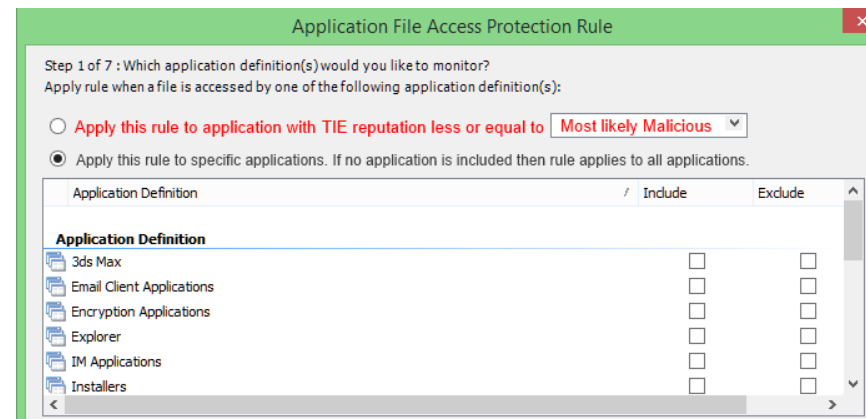 Application File Access Protection Rule
Step 1 of 7 : Which application definition(s) would you like to monitor?
Apply rule when a file is accessed by one of the following application definition(s):
Apply this rule to application with TIE reputation less or equal to Most likely Malicious
Apply this rule to specific applications. If no application is included then rule applies to all applications.
Application Definition / Include Exclude
Application Definition
3ds Max
Email Client Applications
Encryption Applications
Explorer
IM Applications
Installers